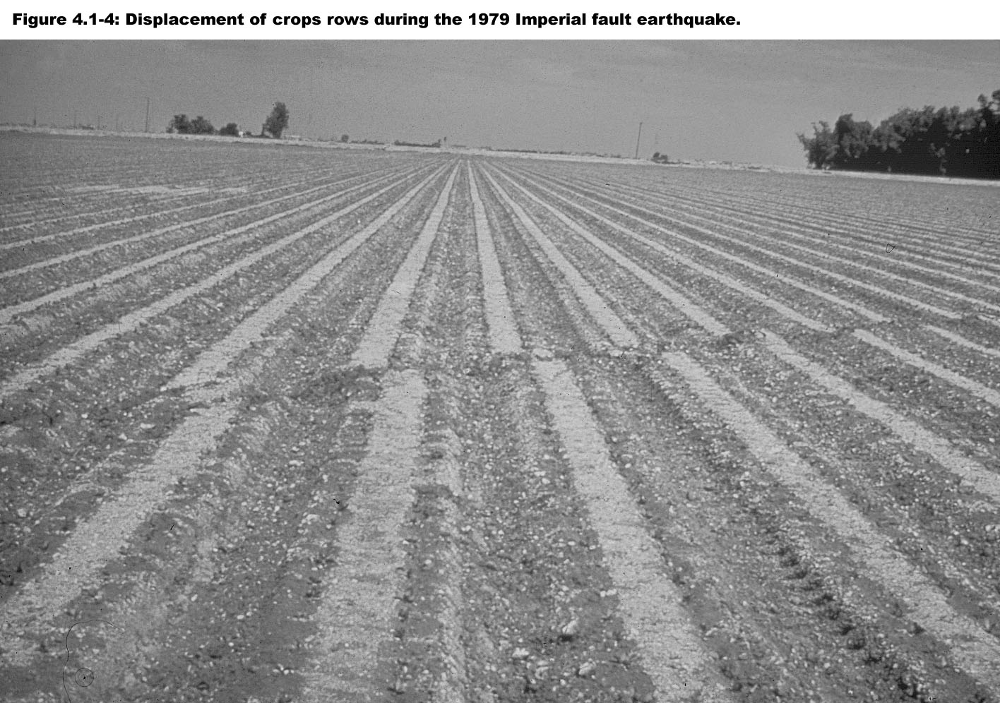 Figure 4.1-4: Displacement of crops rows during the 1979 Imperial fault earthquake.